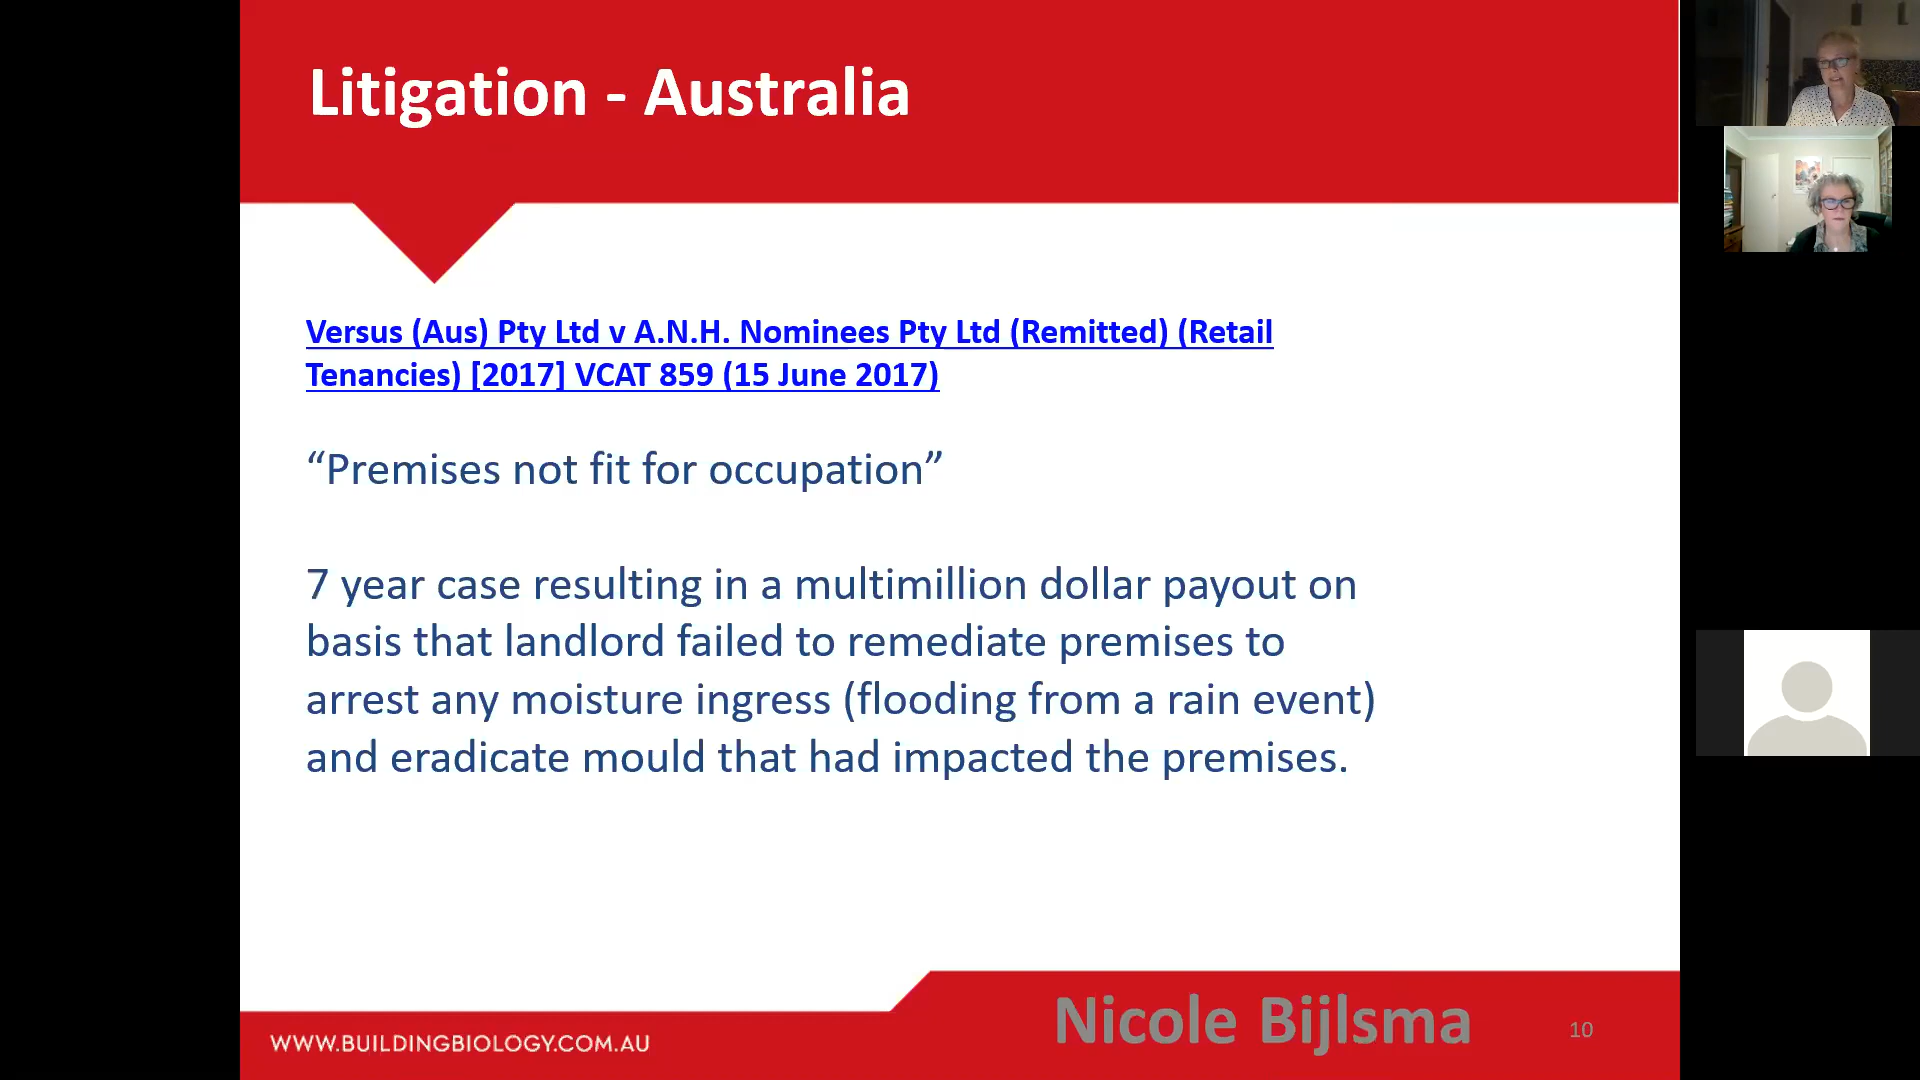 Litigation - Australia
Versus (Aus) Pty Ltd v A.N.H. Nominees Pty Ltd (Remitted) (Retail
Tenancies) [2017] VCAT 859 (15 June 2017)
“Premises not fit for occupation”
7 year case resulting in a multimillion dollar payout on
basis that landlord failed to remediate premises to
arrest any moisture ingress (flooding from a rain event)
and eradicate mould that had impacted the premises.
WWW.BUILDINGBIOLOGY.COM.AU
Nicole Bijlsma
10